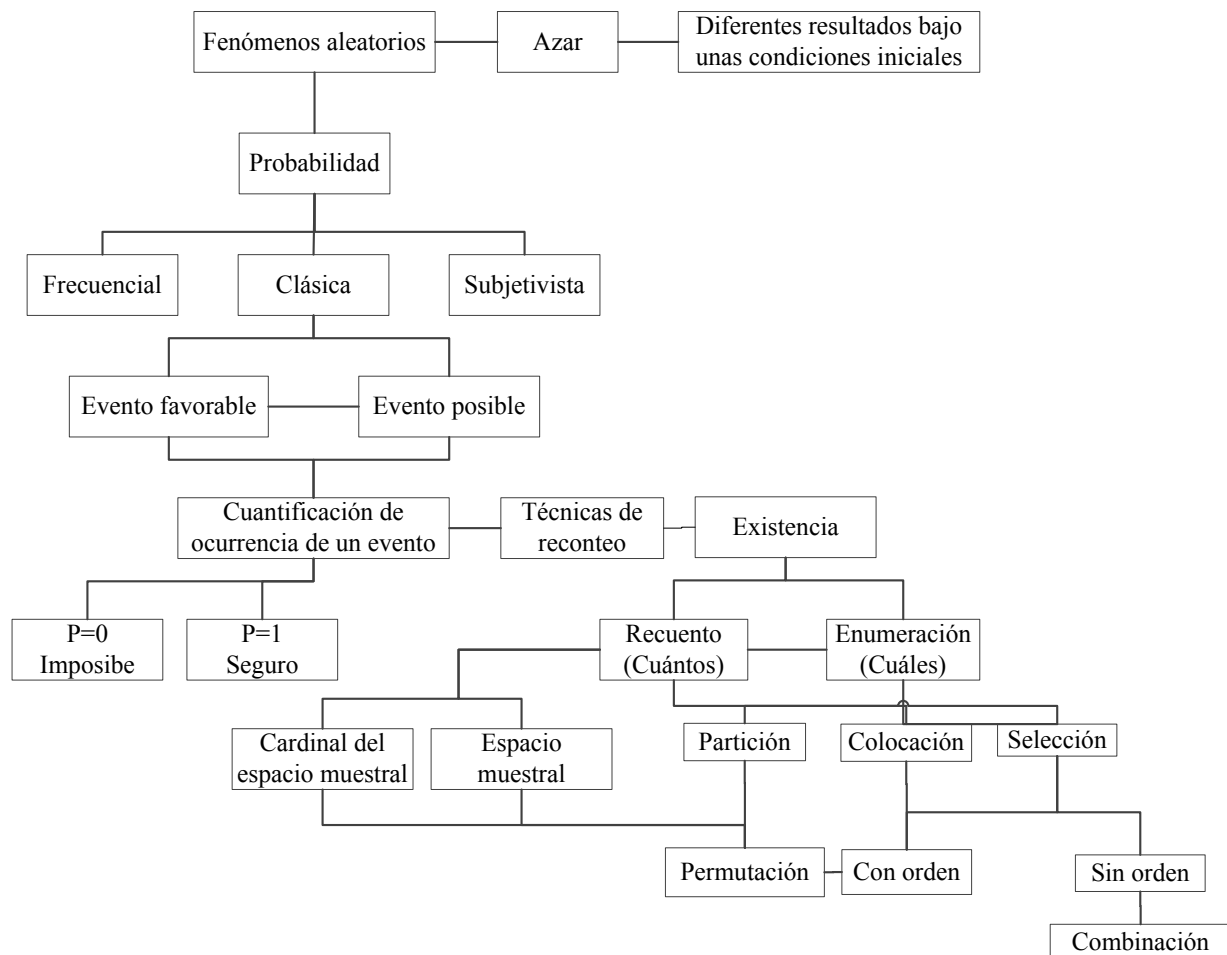 Fenómenos aleatorios
Azar
Diferentes resultados bajo
unas condiciones iniciales
Probabilidad
Frecuencial
Clásica
Subjetivista
Evento favorable
Evento posible
Cuantificación de
ocurrencia de un evento
Técnicas de
reconteo
Existencia
P=0
Imposibe
P=1
Seguro
Recuento
(Cuántos)
Enumeración
(Cuáles)
Cardinal del
espacio muestral
Espacio
muestral
Partición
Colocación
Selección
Permutación
Con orden
Sin orden
Combinación